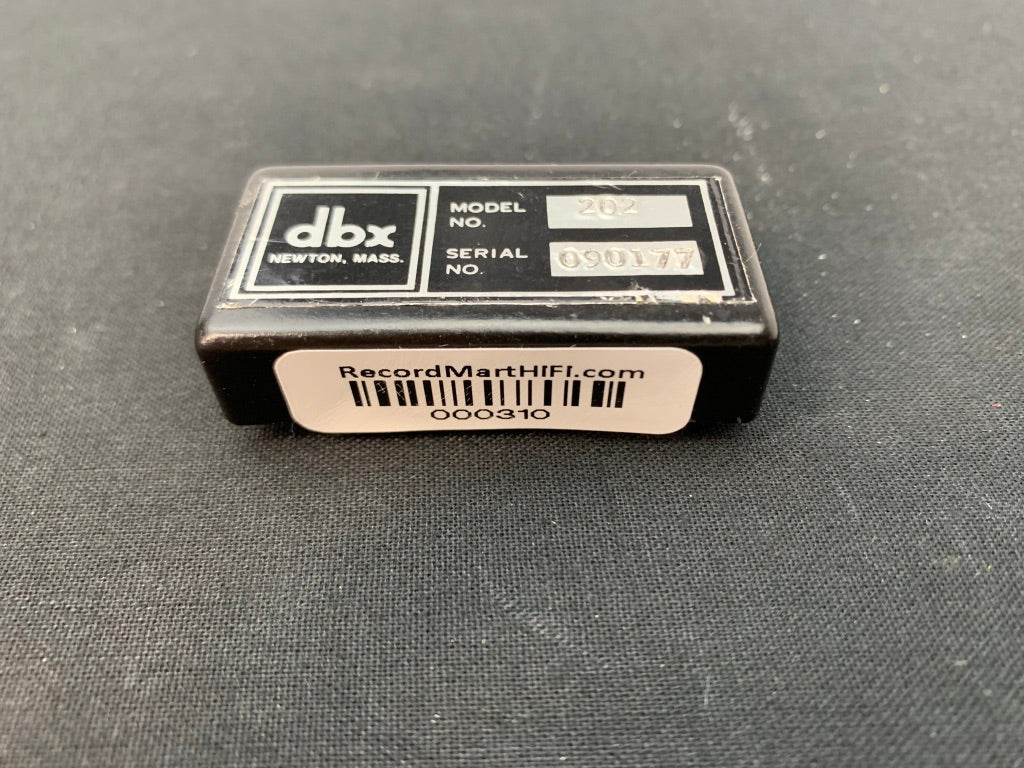 dbx
NEWTON, MASS.
MODEL NO. 202
SERIAL NO. 090177
RecordMartHiFi.com
000310